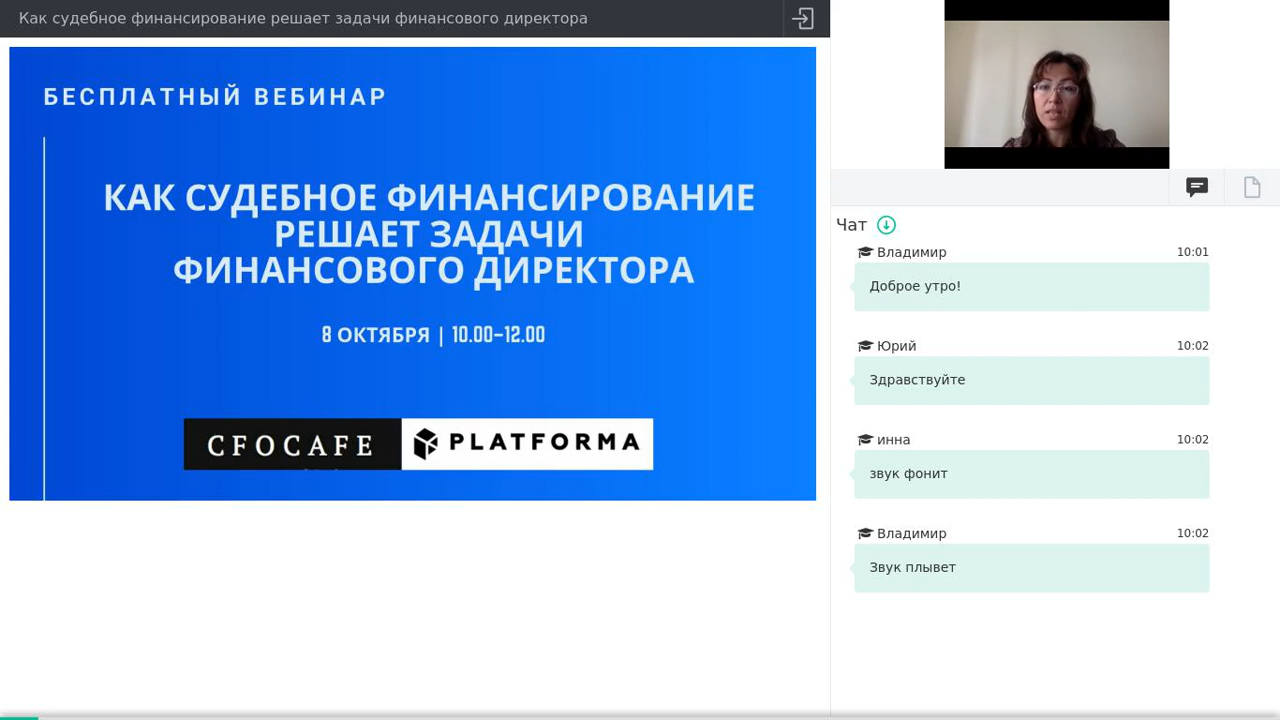 Как судебное финансирование решает задачи финансового директора
БЕСПЛАТНЫЙ ВЕБИНАР
КАК СУДЕБНОЕ ФИНАНСИРОВАНИЕ
РЕШАЕТ ЗАДАЧИ
ФИНАНСОВОГО ДИРЕКТОРА
8 ОКТЯБРЯ | 10.00-12.00
CFOCAFE
PLATFORMA
Чат
Владимир 10:01
Доброе утро!
Юрий 10:02
Здравствуйте
инна 10:02
звук фонит
Владимир 10:02
Звук плывет